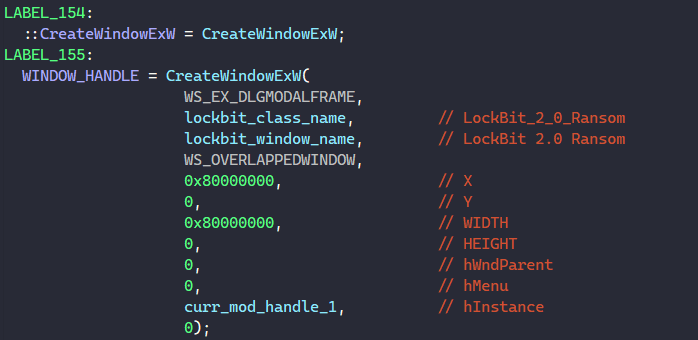 LABEL_154:
::CreateWindowExW = CreateWindowExW;
LABEL_155:
WINDOW_HANDLE = CreateWindowExW(
WS_EX_DLGMODALFRAME,
lockbit_class_name, // LockBit_2_0_Ransom
lockbit_window_name, // LockBit 2.0 Ransom
WS_OVERLAPPEDWINDOW,
0x80000000, // X
0, // Y
0x80000000, // WIDTH
0, // HEIGHT
0, // hWndParent
0, // hMenu
curr_mod_handle_1, // hInstance
0);